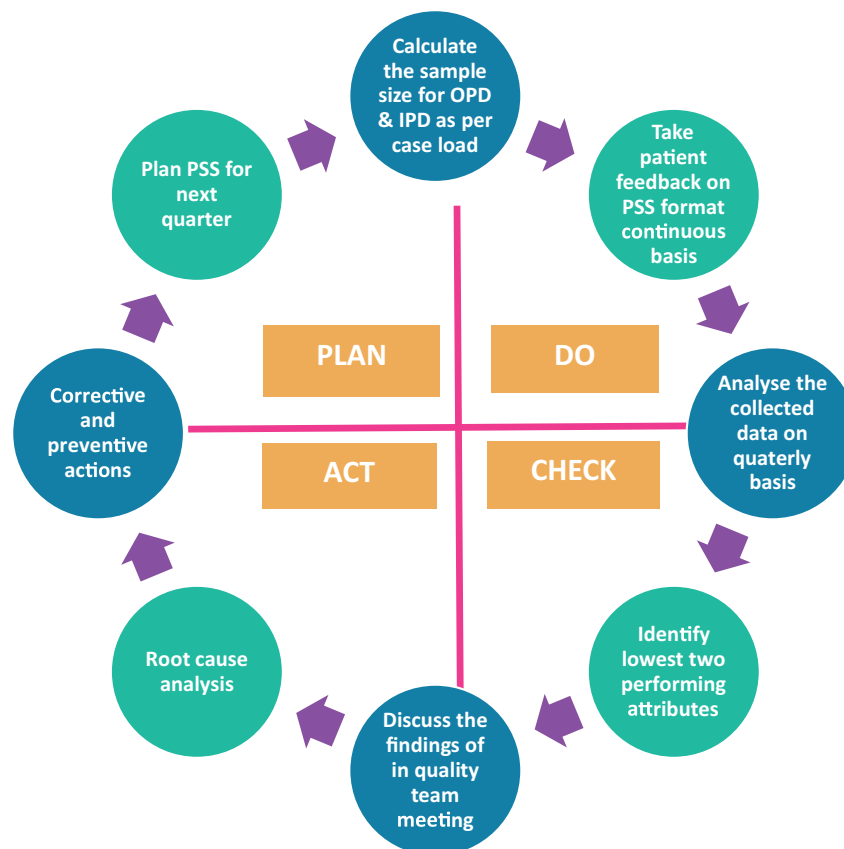 Calculate
the sample
size for OPD
& IPD as per
case load
Take
patient
feedback on
PSS format
continuous
basis
Analyse the
collected
data on
quaterly
basis
Identify
lowest two
performing
attributes
Discuss the
findings of
in quality
team
meeting
Root cause
analysis
Corrective
and
preventive
actions
Plan PSS for
next
quarter
PLAN
DO
ACT
CHECK